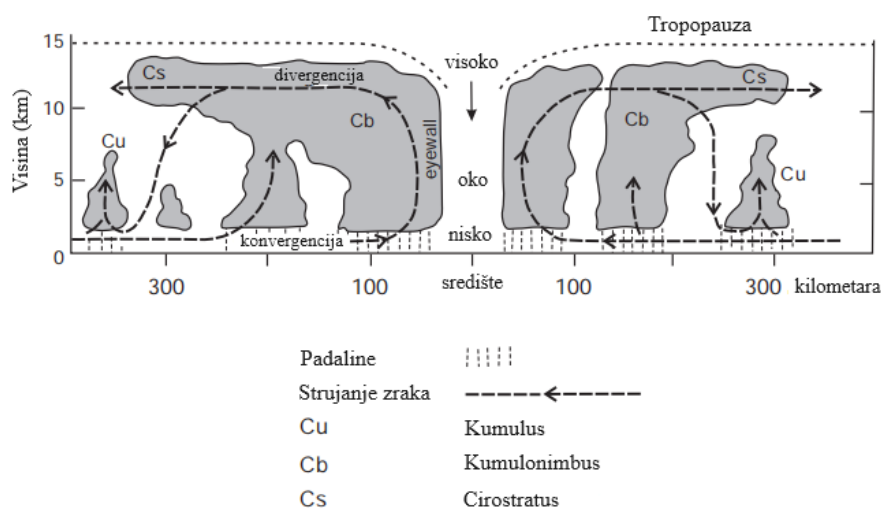 Tropopauza
15
visoko
Cs
divergencija
Cs
10
Cb
Cb
Visina (km)
Cu
eyewall
Cu
5
oko
konvergencija
nisko
0
300
100
središte
100
300
kilometara
Padaline
Strujanje zraka
Cu
Kumulus
Cb
Kumulonimbus
Cs
Cirostratus